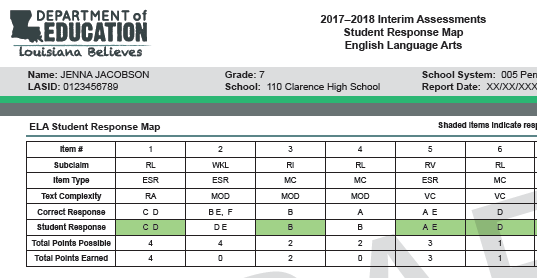 DEPARTMENT of
EDUCATION
Louisiana Believes
2017–2018 Interim Assessments
Student Response Map
English Language Arts
Name: JENNA JACOBSON Grade: 7 School System: 005 Pen
LASID: 0123456789 School: 110 Clarence High School Report Date: XX/XX/XXX
ELA Student Response Map Shaded items indicate resp
Item # 1 2 3 4 5 6
Subclaim RL WKL RI RL RV RL
Item Type ESR ESR MC MC ESR MC
Text Complexity RA MOD MOD MOD VC VC
Correct Response C D B E, F B A A E D
Student Response C D D E B B A E D
Total Points Possible 4 4 2 2 3 1
Total Points Earned 4 0 2 0 3 1